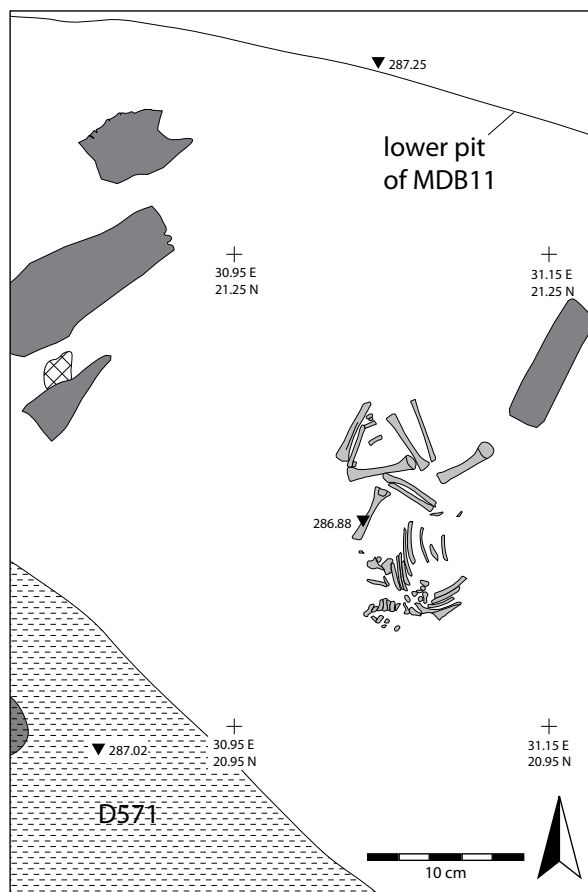 287.25
lower pit
of MDB11
30.95 E
21.25 N
31.15 E
21.25 N
286.88
30.95 E
20.95 N
31.15 E
20.95 N
287.02
D571
10 cm